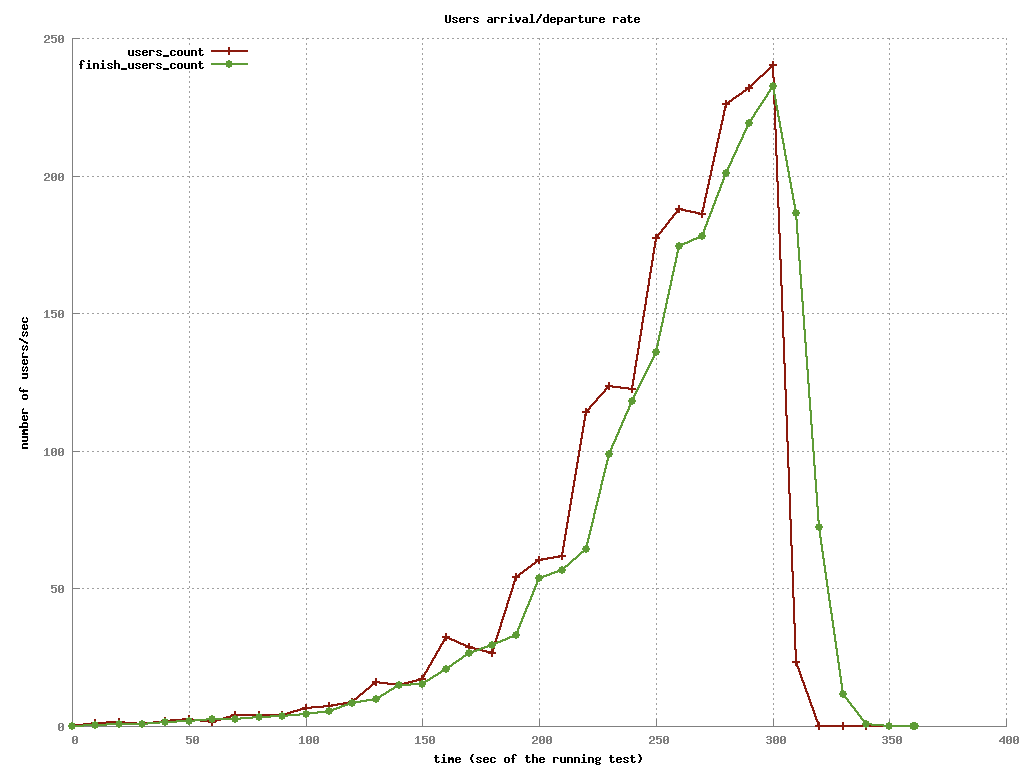 Users arrival/departure rate
250
users_count
finish_users_count
200
150
number of users/sec
100
50
0
0 50 100 150 200 250 300 350 400
time (sec of the running test)